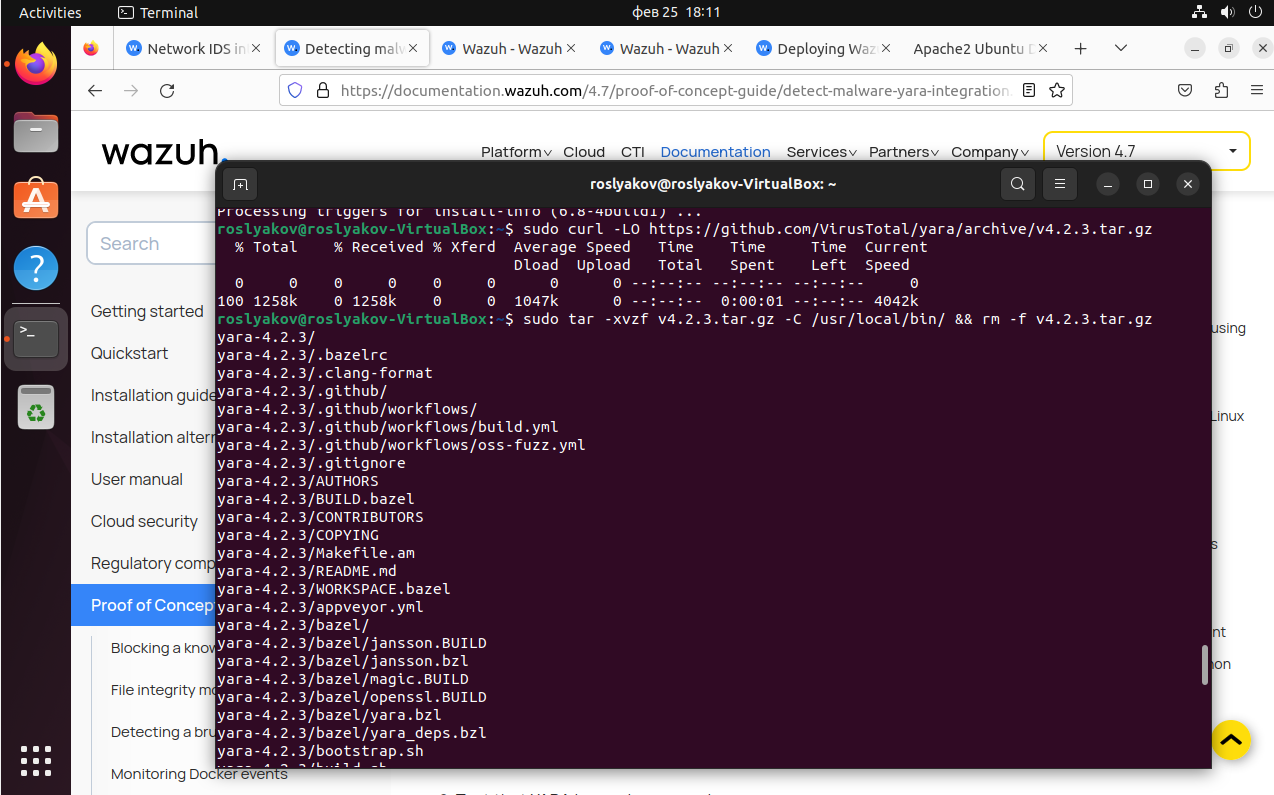 Activities Terminal фев 25 18:11
Network IDS in Detecting malw Wazuh - Wazuh Wazuh - Wazuh Deploying Waz Apache2 Ubuntu D
https://documentation.wazuh.com/4.7/proof-of-concept-guide/detect-malware-yara-integration.
wazuh. Platform Cloud CTI Documentation Services Partners Company Version 4.7
Search
Getting started
Quickstart
Installation guide
Installation altern
User manual
Cloud security
Regulatory comp
Proof of Concep
Blocking a know
File integrity mo
Detecting a bru
Monitoring Docker events
roslyakov@roslyakov-VirtualBox: ~
Processing triggers for install-info (6.8-4build1) ...
roslyakov@roslyakov-VirtualBox:~$ sudo curl -LO https://github.com/VirusTotal/yara/archive/v4.2.3.tar.gz
% Total % Received % Xferd Average Speed Time Time Time Current
Dload Upload Total Spent Left Speed
0 0 0 0 0 0 0 0 --:--:-- --:--:-- --:--:-- 0
100 1258k 0 1258k 0 0 1047k 0 --:--:-- 0:00:01 --:--:-- 4042k
roslyakov@roslyakov-VirtualBox:~$ sudo tar -xvzf v4.2.3.tar.gz -C /usr/local/bin/ && rm -f v4.2.3.tar.gz
yara-4.2.3/
yara-4.2.3/.bazelrc
yara-4.2.3/.clang-format
yara-4.2.3/.github/
yara-4.2.3/.github/workflows/
yara-4.2.3/.github/workflows/build.yml
yara-4.2.3/.github/workflows/oss-fuzz.yml
yara-4.2.3/.gitignore
yara-4.2.3/AUTHORS
yara-4.2.3/BUILD.bazel
yara-4.2.3/CONTRIBUTORS
yara-4.2.3/COPYING
yara-4.2.3/Makefile.am
yara-4.2.3/README.md
yara-4.2.3/WORKSPACE.bazel
yara-4.2.3/appveyor.yml
yara-4.2.3/bazel/
yara-4.2.3/bazel/jansson.BUILD
yara-4.2.3/bazel/jansson.bzl
yara-4.2.3/bazel/magic.BUILD
yara-4.2.3/bazel/openssl.BUILD
yara-4.2.3/bazel/yara.bzl
yara-4.2.3/bazel/yara_deps.bzl
yara-4.2.3/bootstrap.sh
yara-4.2.3/build.sh
using
Linux
s
nt
non